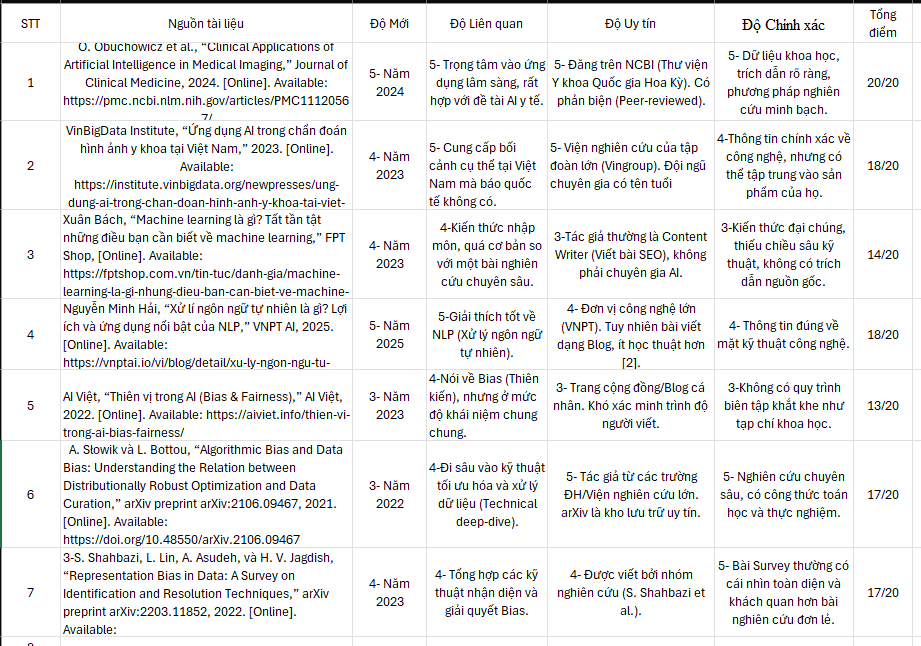 STT
Nguồn tài liệu
Độ Mới
Độ Liên quan
Độ Uy tín
Độ Chính xác
Tổng
điểm
1
O. Obuchowicz et al., “Clinical Applications of
Artificial Intelligence in Medical Imaging,” Journal of
Clinical Medicine, 2024. [Online]. Available:
https://pmc.ncbi.nlm.nih.gov/articles/PMC1112056
7/
5- Năm
2024
5- Trọng tâm vào ứng
dụng lâm sàng, rất
hợp với đề tài AI y tế.
5- Đăng trên NCBI (Thư viện
Y khoa Quốc gia Hoa Kỳ). Có
phản biện (Peer-reviewed).
5- Dữ liệu khoa học,
trích dẫn rõ ràng,
phương pháp nghiên
cứu minh bạch.
20/20
2
VinBigData Institute, “Ứng dụng AI trong chẩn đoán
hình ảnh y khoa tại Việt Nam,” 2023. [Online].
Available:
https://institute.vinbigdata.org/newpresses/ung-
dung-ai-trong-chan-doan-hinh-anh-y-khoa-tai-viet-
4- Năm
2023
5- Cung cấp bối
cảnh cụ thể tại Việt
Nam mà báo quốc
tế không có.
5- Viện nghiên cứu của tập
đoàn lớn (Vingroup). Đội ngũ
chuyên gia có tên tuổi
4-Thông tin chính xác về
công nghệ, nhưng có
thể tập trung vào sản
phẩm của họ.
18/20
3
Xuân Bách, “Machine learning là gì? Tất tần tật
những điều bạn cần biết về machine learning,” FPT
Shop, [Online]. Available:
https://fptshop.com.vn/tin-tuc/danh-gia/machine-
learning-la-gi-nhung-dieu-ban-can-biet-ve-machine-
4- Năm
2023
4-Kiến thức nhập
môn, quá cơ bản so
với một bài nghiên
cứu chuyên sâu.
3-Tác giả thường là Content
Writer (Viết bài SEO), không
phải chuyên gia AI.
3-Kiến thức đại chúng,
thiếu chiều sâu kỹ
thuật, không có trích
dẫn nguồn gốc.
14/20
4
Nguyễn Minh Hải, “Xử lí ngôn ngữ tự nhiên là gì? Lợi
ích và ứng dụng nổi bật của NLP,” VNPT AI, 2025.
[Online]. Available:
https://vnptai.io/vi/blog/detail/xu-ly-ngon-ngu-tu-
5- Năm
2025
5-Giải thích tốt về
NLP (Xử lý ngôn ngữ
tự nhiên).
4- Đơn vị công nghệ lớn
(VNPT). Tuy nhiên bài viết
dạng Blog, ít học thuật hơn
[2].
4- Thông tin đúng về
mặt kỹ thuật công nghệ.
18/20
5
AI Việt, “Thiên vị trong AI (Bias & Fairness),” AI Việt,
2022. [Online]. Available: https://aiviet.info/thien-vi-
trong-ai-bias-fairness/
3- Năm
2023
4-Nói về Bias (Thiên
kiến), nhưng ở mức
độ khái niệm chung
chung.
3- Trang cộng đồng/Blog cá
nhân. Khó xác minh trình độ
người viết.
3-Không có quy trình
biên tập khắt khe như
tạp chí khoa học.
13/20
6
A. Słowik và L. Bottou, “Algorithmic Bias and Data
Bias: Understanding the Relation between
Distributionally Robust Optimization and Data
Curation,” arXiv preprint arXiv:2106.09467, 2021.
[Online]. Available:
https://doi.org/10.48550/arXiv.2106.09467
3- Năm
2022
4-Đi sâu vào kỹ thuật
tối ưu hóa và xử lý
dữ liệu (Technical
deep-dive).
5- Tác giả từ các trường
ĐH/Viện nghiên cứu lớn.
arXiv là kho lưu trữ uy tín.
5- Nghiên cứu chuyên
sâu, có công thức toán
học và thực nghiệm.
17/20
7
3-S. Shahbazi, L. Lin, A. Asudeh, và H. V. Jagdish,
“Representation Bias in Data: A Survey on
Identification and Resolution Techniques,” arXiv
preprint arXiv:2203.11852, 2022. [Online].
Available:
4- Năm
2023
4- Tổng hợp các kỹ
thuật nhận diện và
giải quyết Bias.
4- Được viết bởi nhóm
nghiên cứu (S. Shahbazi et
al.).
5- Bài Survey thường có
cái nhìn toàn diện và
khách quan hơn bài
nghiên cứu đơn lẻ.
17/20